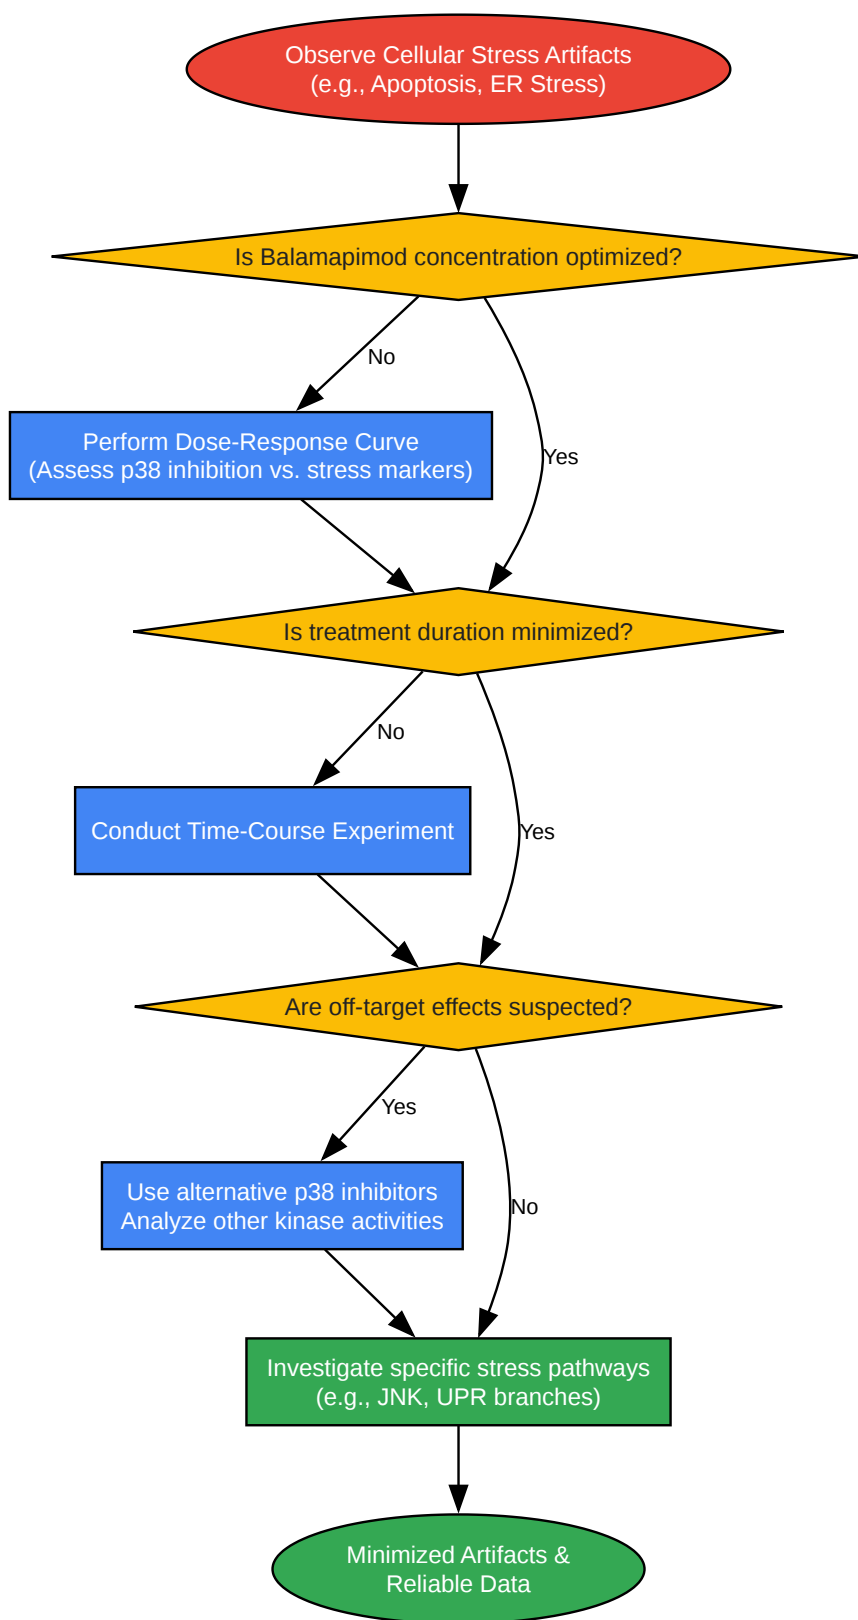 Observe Cellular Stress Artifacts
(e.g., Apoptosis, ER Stress)
Is Balamapimod concentration optimized?
No
Perform Dose-Response Curve
(Assess p38 inhibition vs. stress markers)
Yes
Is treatment duration minimized?
No
Conduct Time-Course Experiment
Yes
Are off-target effects suspected?
Yes
Use alternative p38 inhibitors
Analyze other kinase activities
No
Investigate specific stress pathways
(e.g., JNK, UPR branches)
Minimized Artifacts &
Reliable Data